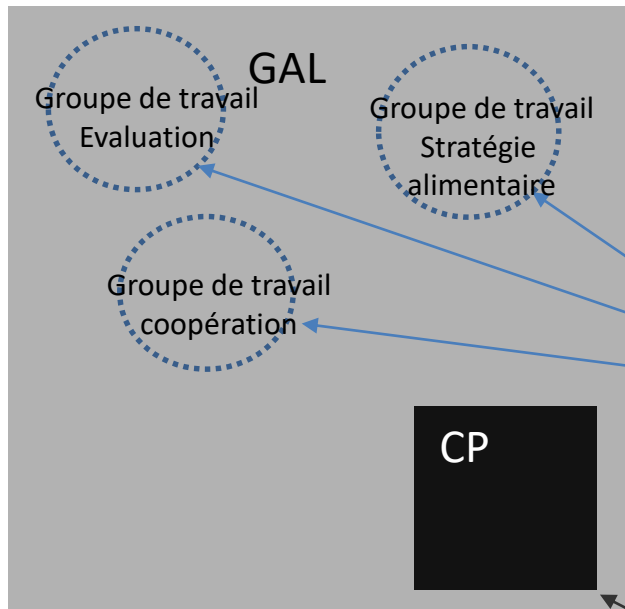 GAL
Groupe de travail
Evaluation
Groupe de travail
Stratégie
alimentaire
Groupe de travail
coopération
CP